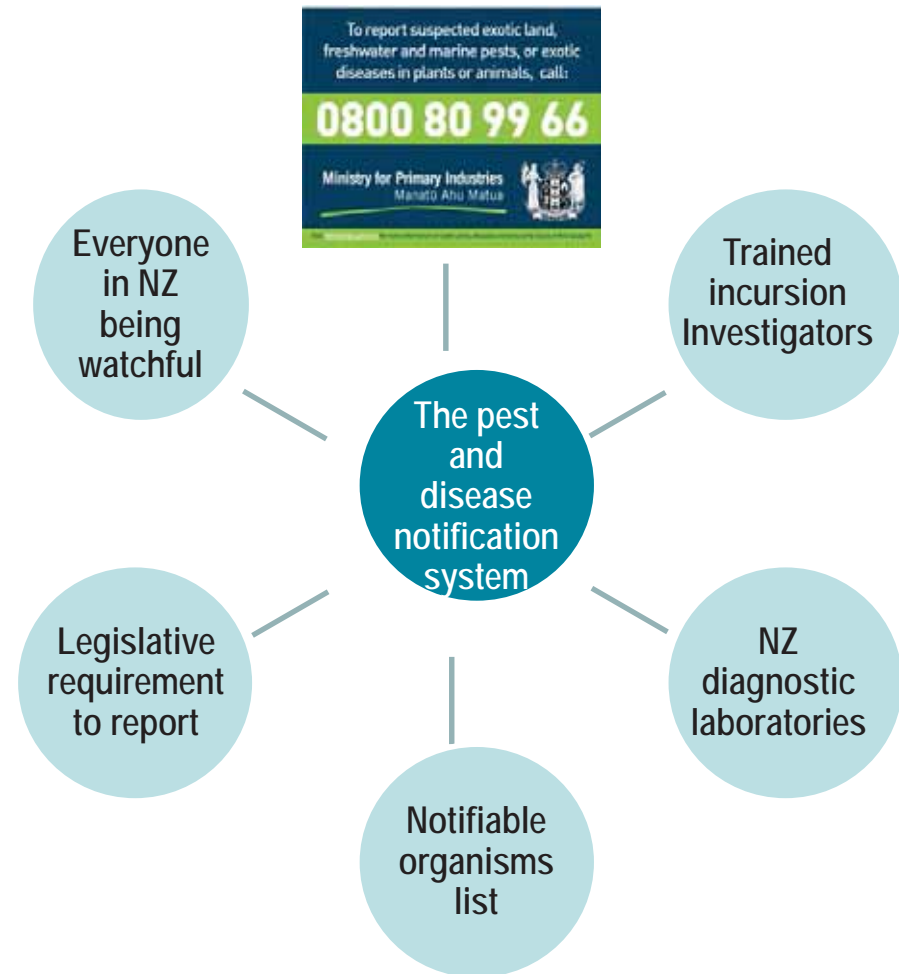 To report suspected exotic land,
freshwater and marine pests, or exotic
diseases in plants or animals, call:
0800 80 99 66
Ministry for Primary Industries
Manatū Ahu Matua
Everyone
in NZ
being
watchful
Trained
incursion
Investigators
The pest
and
disease
notification
system
Legislative
requirement
to report
NZ
diagnostic
laboratories
Notifiable
organisms
list